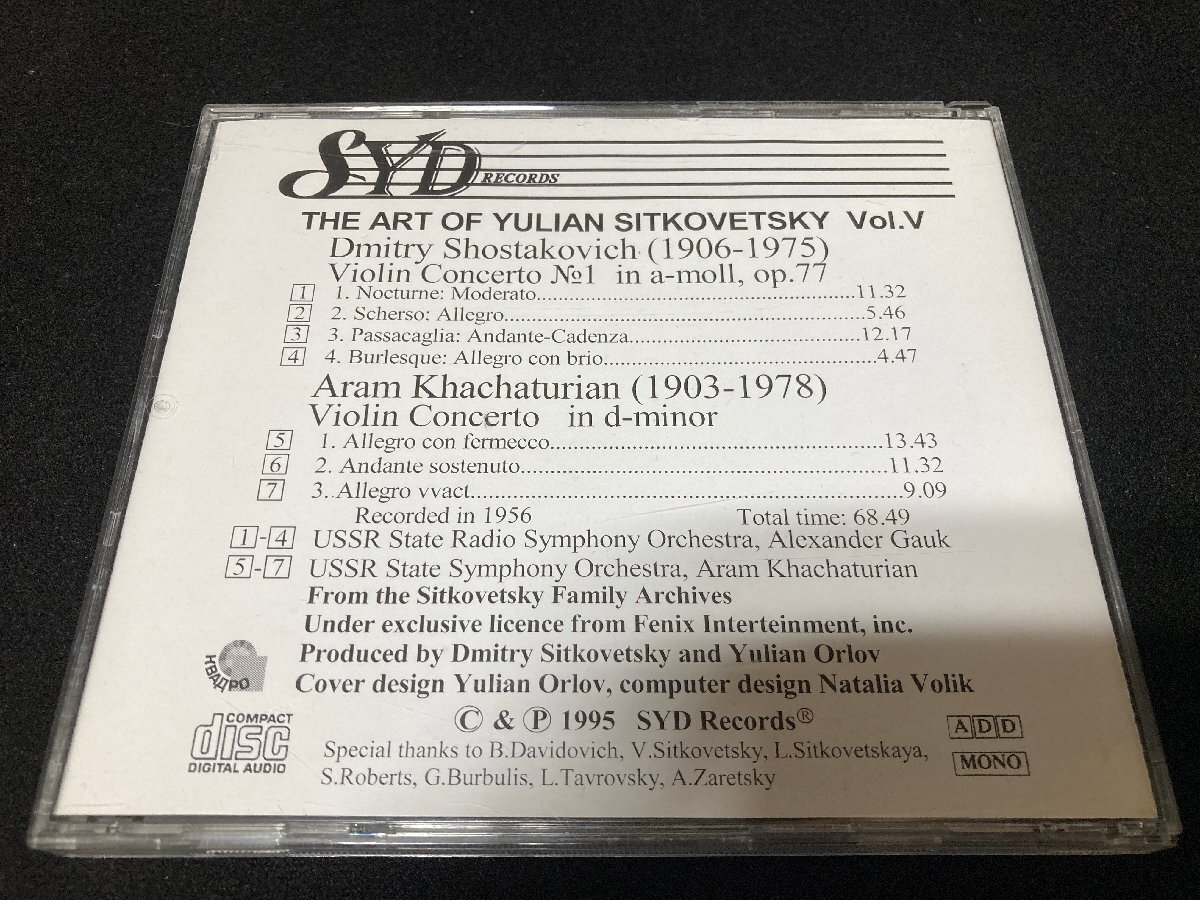 SYD RECORDS
THE ART OF YULIAN SITKOVETSKY Vol.V
Dmitry Shostakovich (1906-1975)
Violin Concerto №1 in a-moll, op.77
1 1. Nocturne: Moderato...11.32
2 2. Scherso: Allegro...5.46
3 3. Passacaglia: Andante-Cadenza...12.17
4 4. Burlesque: Allegro con brio...4.47
Aram Khachaturian (1903-1978)
Violin Concerto in d-minor
5 1. Allegro con fermecco...13.43
6 2. Andante sostenuto...11.32
7 3. Allegro vvact...9.09
Recorded in 1956 Total time: 68.49
1-4 USSR State Radio Symphony Orchestra, Alexander Gauk
5-7 USSR State Symphony Orchestra, Aram Khachaturian
From the Sitkovetsky Family Archives
Under exclusive licence from Fenix Interteinment, inc.
Produced by Dmitry Sitkovetsky and Yulian Orlov
КВАДРО
Cover design Yulian Orlov, computer design Natalia Volik
© & ℗ 1995 SYD Records®
COMPACT disc DIGITAL AUDIO
Special thanks to B.Davidovich, V.Sitkovetsky, L.Sitkovetskaya,
S.Roberts, G.Burbulis, L.Tavrovsky, A.Zaretsky
ADD
MONO